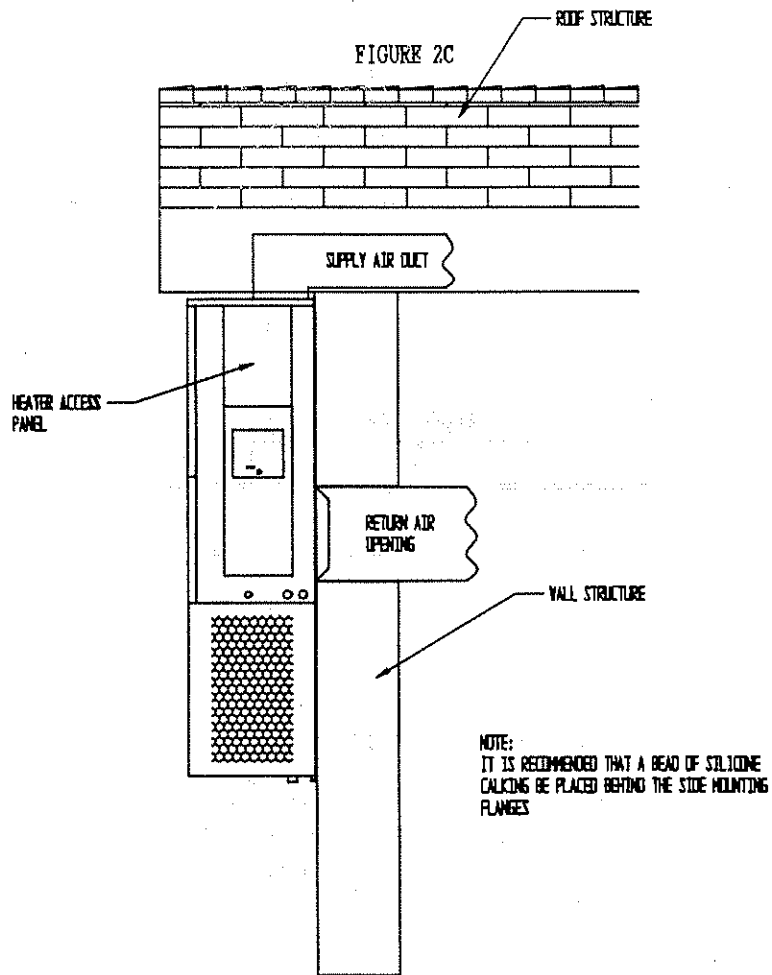 ROOF STRUCTURE
FIGURE 2C
SUPPLY AIR DUCT
HEATER ACCESS
PANEL
RETURN AIR
OPENING
WALL STRUCTURE
NOTE:
IT IS RECOMMENDED THAT A BEAD OF SILICONE
CALKING BE PLACED BEHIND THE SIDE MOUNTING
FLANGES